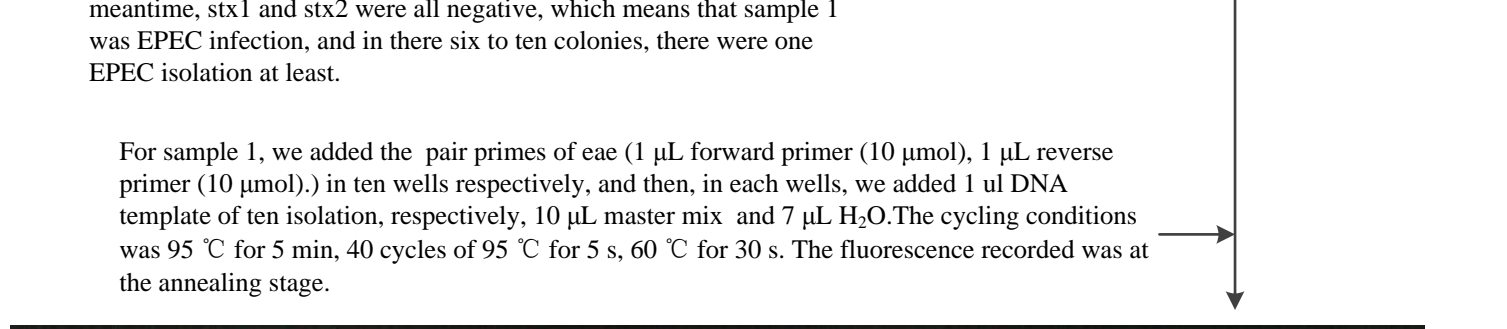 meantime, stx1 and stx2 were all negative, which means that sample 1
was EPEC infection, and in there six to ten colonies, there were one
EPEC isolation at least.
For sample 1, we added the  pair primes of eae (1 μL forward primer (10 μmol), 1 μL reverse
primer (10 μmol).) in ten wells respectively, and then, in each wells, we added 1 ul DNA
template of ten isolation, respectively, 10 μL master mix  and 7 μL H₂O.The cycling conditions
was 95 ℃ for 5 min, 40 cycles of 95 ℃ for 5 s, 60 ℃ for 30 s. The fluorescence recorded was at
the annealing stage.